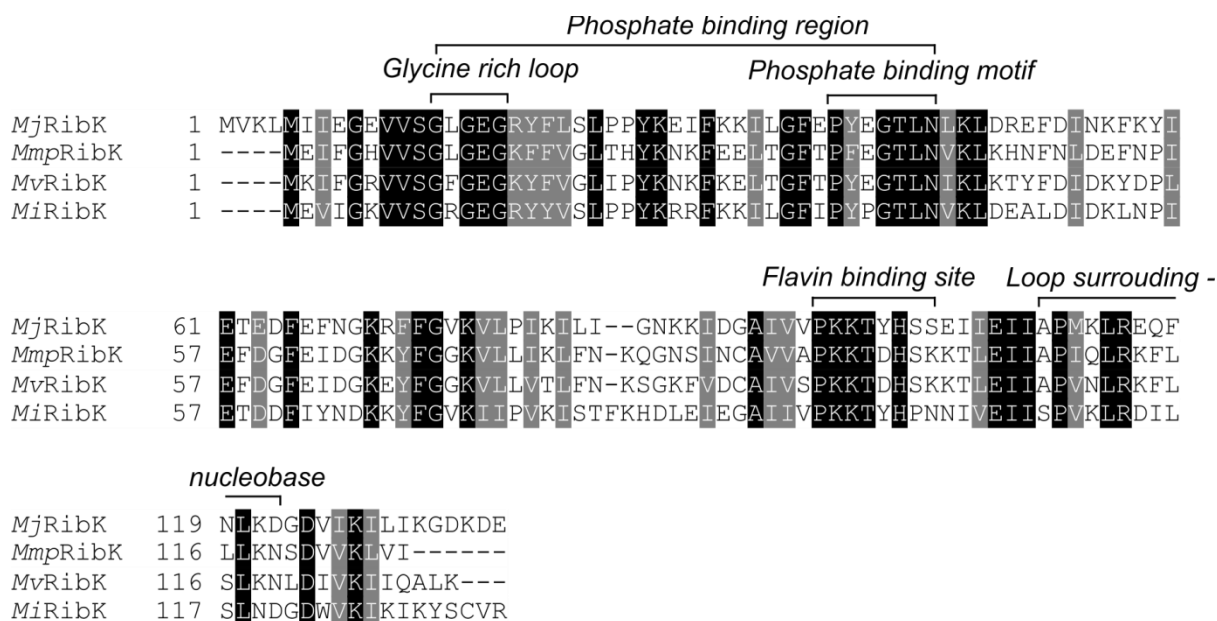 Phosphate binding region
Glycine rich loop Phosphate binding motif
MjRibK 1 MVKLMIIEGEVVSGLGEGRYFLSLPPYKEIFKKILGFEPYEGTLNLKLDREFDINKFKYI
MmpRibK 1 ----MEIFGHVVSGLGEGKFFVGLTHYKNKFEELTGFTPFEGTLNVKLKHNFNLDEFNPI
MvRibK 1 ----MKIFGRVVSGFGEGKYFVGLIPYKNKFKELTGFTPYEGTLNIKLKTYFDIDKYDPL
MiRibK 1 ----MEVIGKVVSGRGEGRYYVSLPPYKRRFKKILGFIPYPGTLNVKLDEALDIDKLNPI
Flavin binding site Loop surrouding -
MjRibK 61 ETEDFEFNGKRFFGVKVLPIKILI--GNKKIDGAIVVPKKTYHSSEIIEIIAPMKLREQF
MmpRibK 57 EFDGFEIDGKKYFGGKVLLIKLFN-KQGNSINCAVVAPKKTDHSKKTLEIIAPIQLRKFL
MvRibK 57 EFDGFEIDGKEYFGGKVLLVTLFN-KSGKFVDCAIVSPKKTDHSKKTLEIIAPVNLRKFL
MiRibK 57 ETDDFIYNDKKYFGVKIIPVKISTFKHDLEIEGAIIVPKKTYHPNNIVEIISPVKLRDIL
nucleobase
MjRibK 119 NLKDGDVIKILIKGDKDE
MmpRibK 116 LLKNSDVVKLVI------
MvRibK 116 SLKNLDIVKIIQALK---
MiRibK 117 SLNDGDWVKIKIKYSCVR